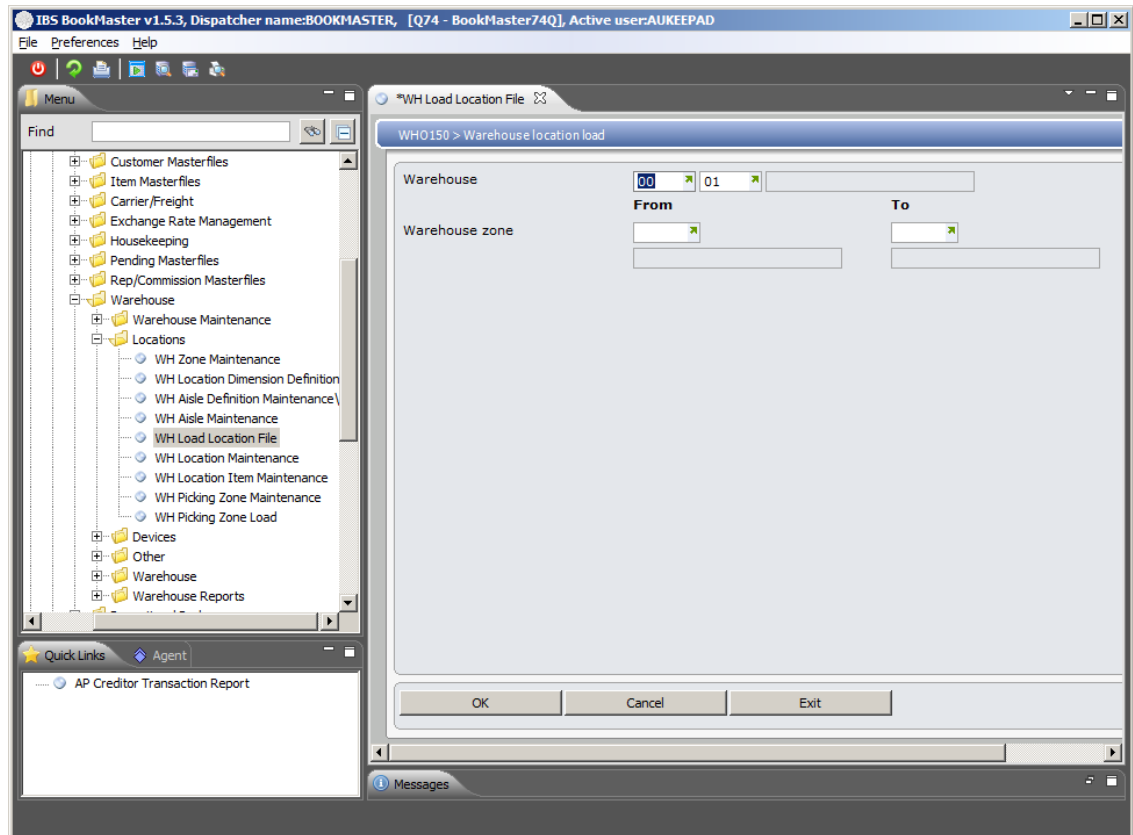 IBS BookMaster v1.5.3, Dispatcher name:BOOKMASTER, [Q74 - BookMaster74Q], Active user:AUKEEPAD
File Preferences Help
Menu
Find
Customer Masterfiles
Item Masterfiles
Carrier/Freight
Exchange Rate Management
Housekeeping
Pending Masterfiles
Rep/Commission Masterfiles
Warehouse
Warehouse Maintenance
Locations
WH Zone Maintenance
WH Location Dimension Definition
WH Aisle Definition Maintenance\
WH Aisle Maintenance
WH Load Location File
WH Location Maintenance
WH Location Item Maintenance
WH Picking Zone Maintenance
WH Picking Zone Load
Devices
Other
Warehouse
Warehouse Reports
Quick Links Agent
AP Creditor Transaction Report
*WH Load Location File
WHO150 > Warehouse location load
Warehouse 00 01
From To
Warehouse zone
OK Cancel Exit
Messages